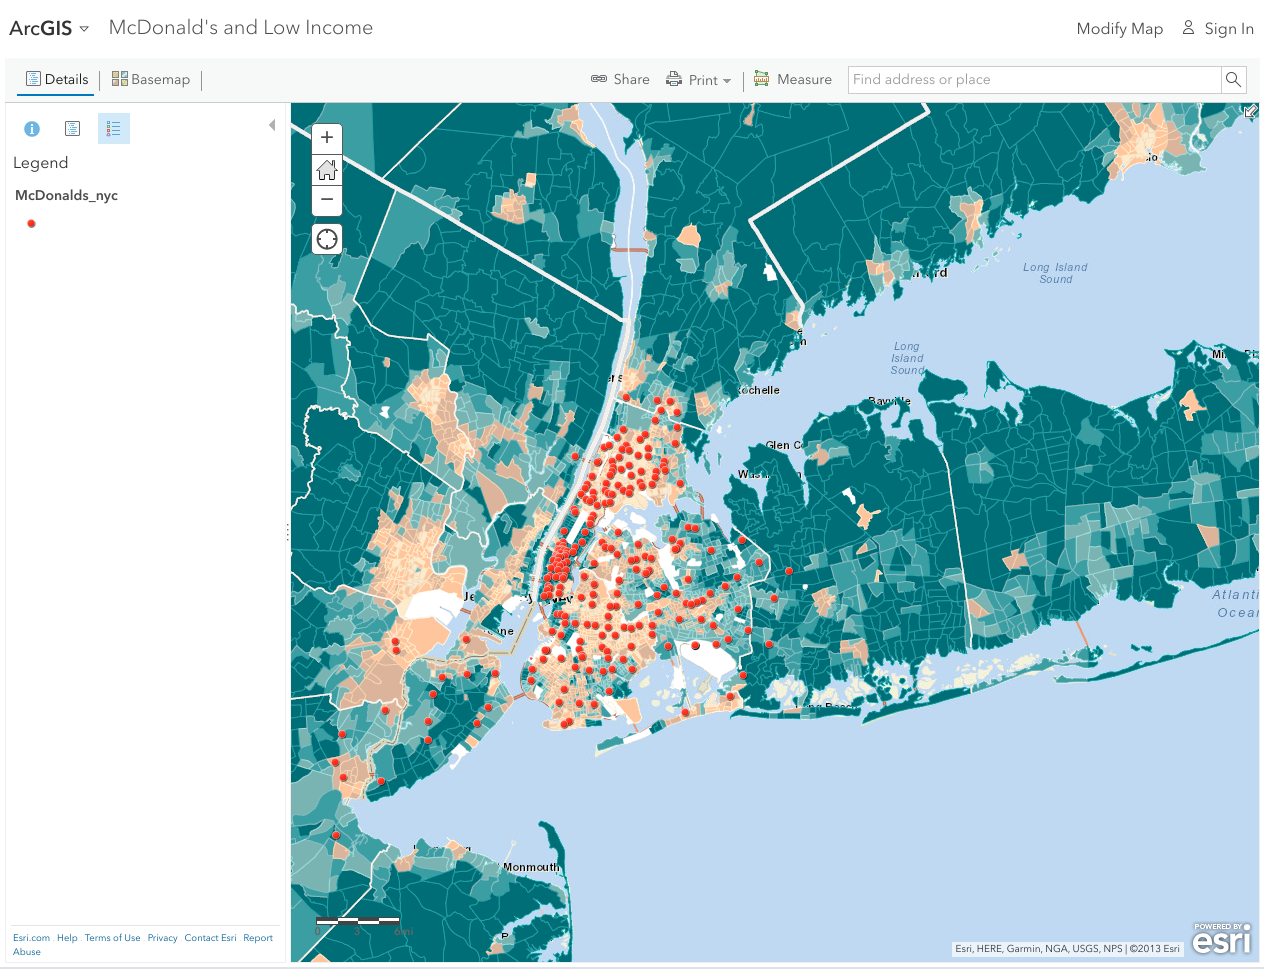 ArcGIS McDonald's and Low Income Modify Map Sign In
Details Basemap Share Print Measure Find address or place
Legend
McDonalds_nyc
Long Island
Sound
Long
Island
Sound
Rochelle
Bayville
Glen C
Monmouth
Atlanti
Ocean
0 3 6mi
Esri.com Help Terms of Use Privacy Contact Esri Report
Abuse
Esri, HERE, Garmin, NGA, USGS, NPS | ©2013 Esri
POWERED BY
esri